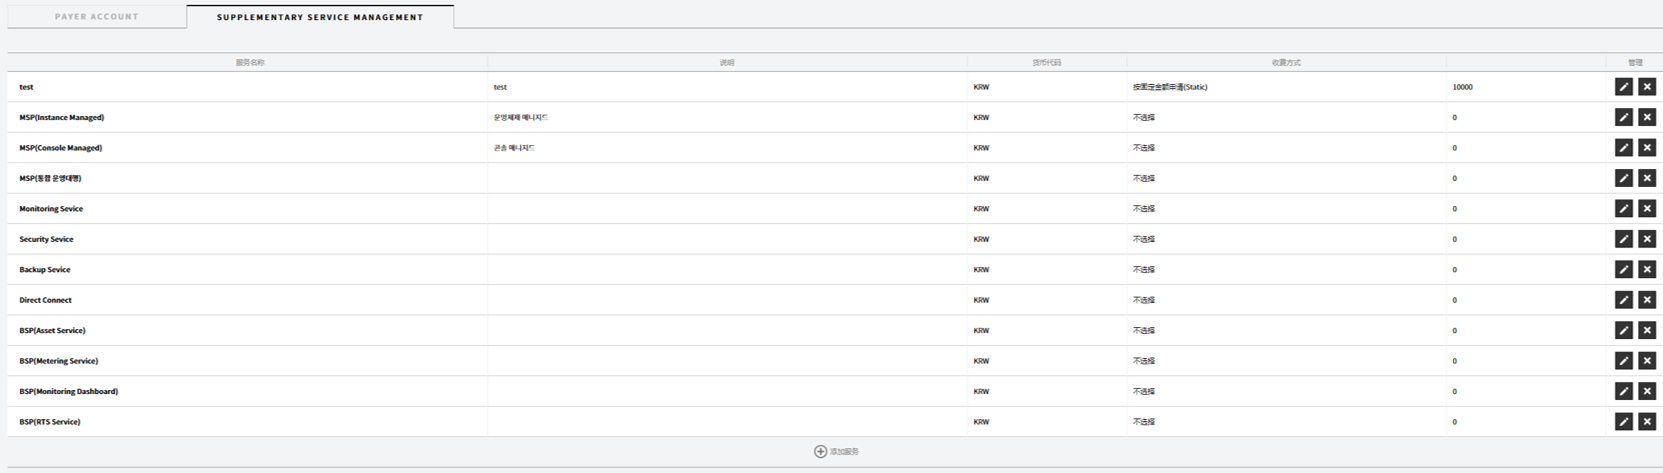 PAYER ACCOUNT SUPPLEMENTARY SERVICE MANAGEMENT
服务名称 说明 货币代码 收费方式 管理
test test KRW 按固定金额申请(Static) 10000
MSP(Instance Managed) 운영체제 매니지드 KRW 不选择 0
MSP(Console Managed) 콘솔 매니지드 KRW 不选择 0
MSP(통합 운영대행) KRW 不选择 0
Monitoring Sevice KRW 不选择 0
Security Sevice KRW 不选择 0
Backup Sevice KRW 不选择 0
Direct Connect KRW 不选择 0
BSP(Asset Service) KRW 不选择 0
BSP(Metering Service) KRW 不选择 0
BSP(Monitoring Dashboard) KRW 不选择 0
BSP(RTS Service) KRW 不选择 0
添加服务